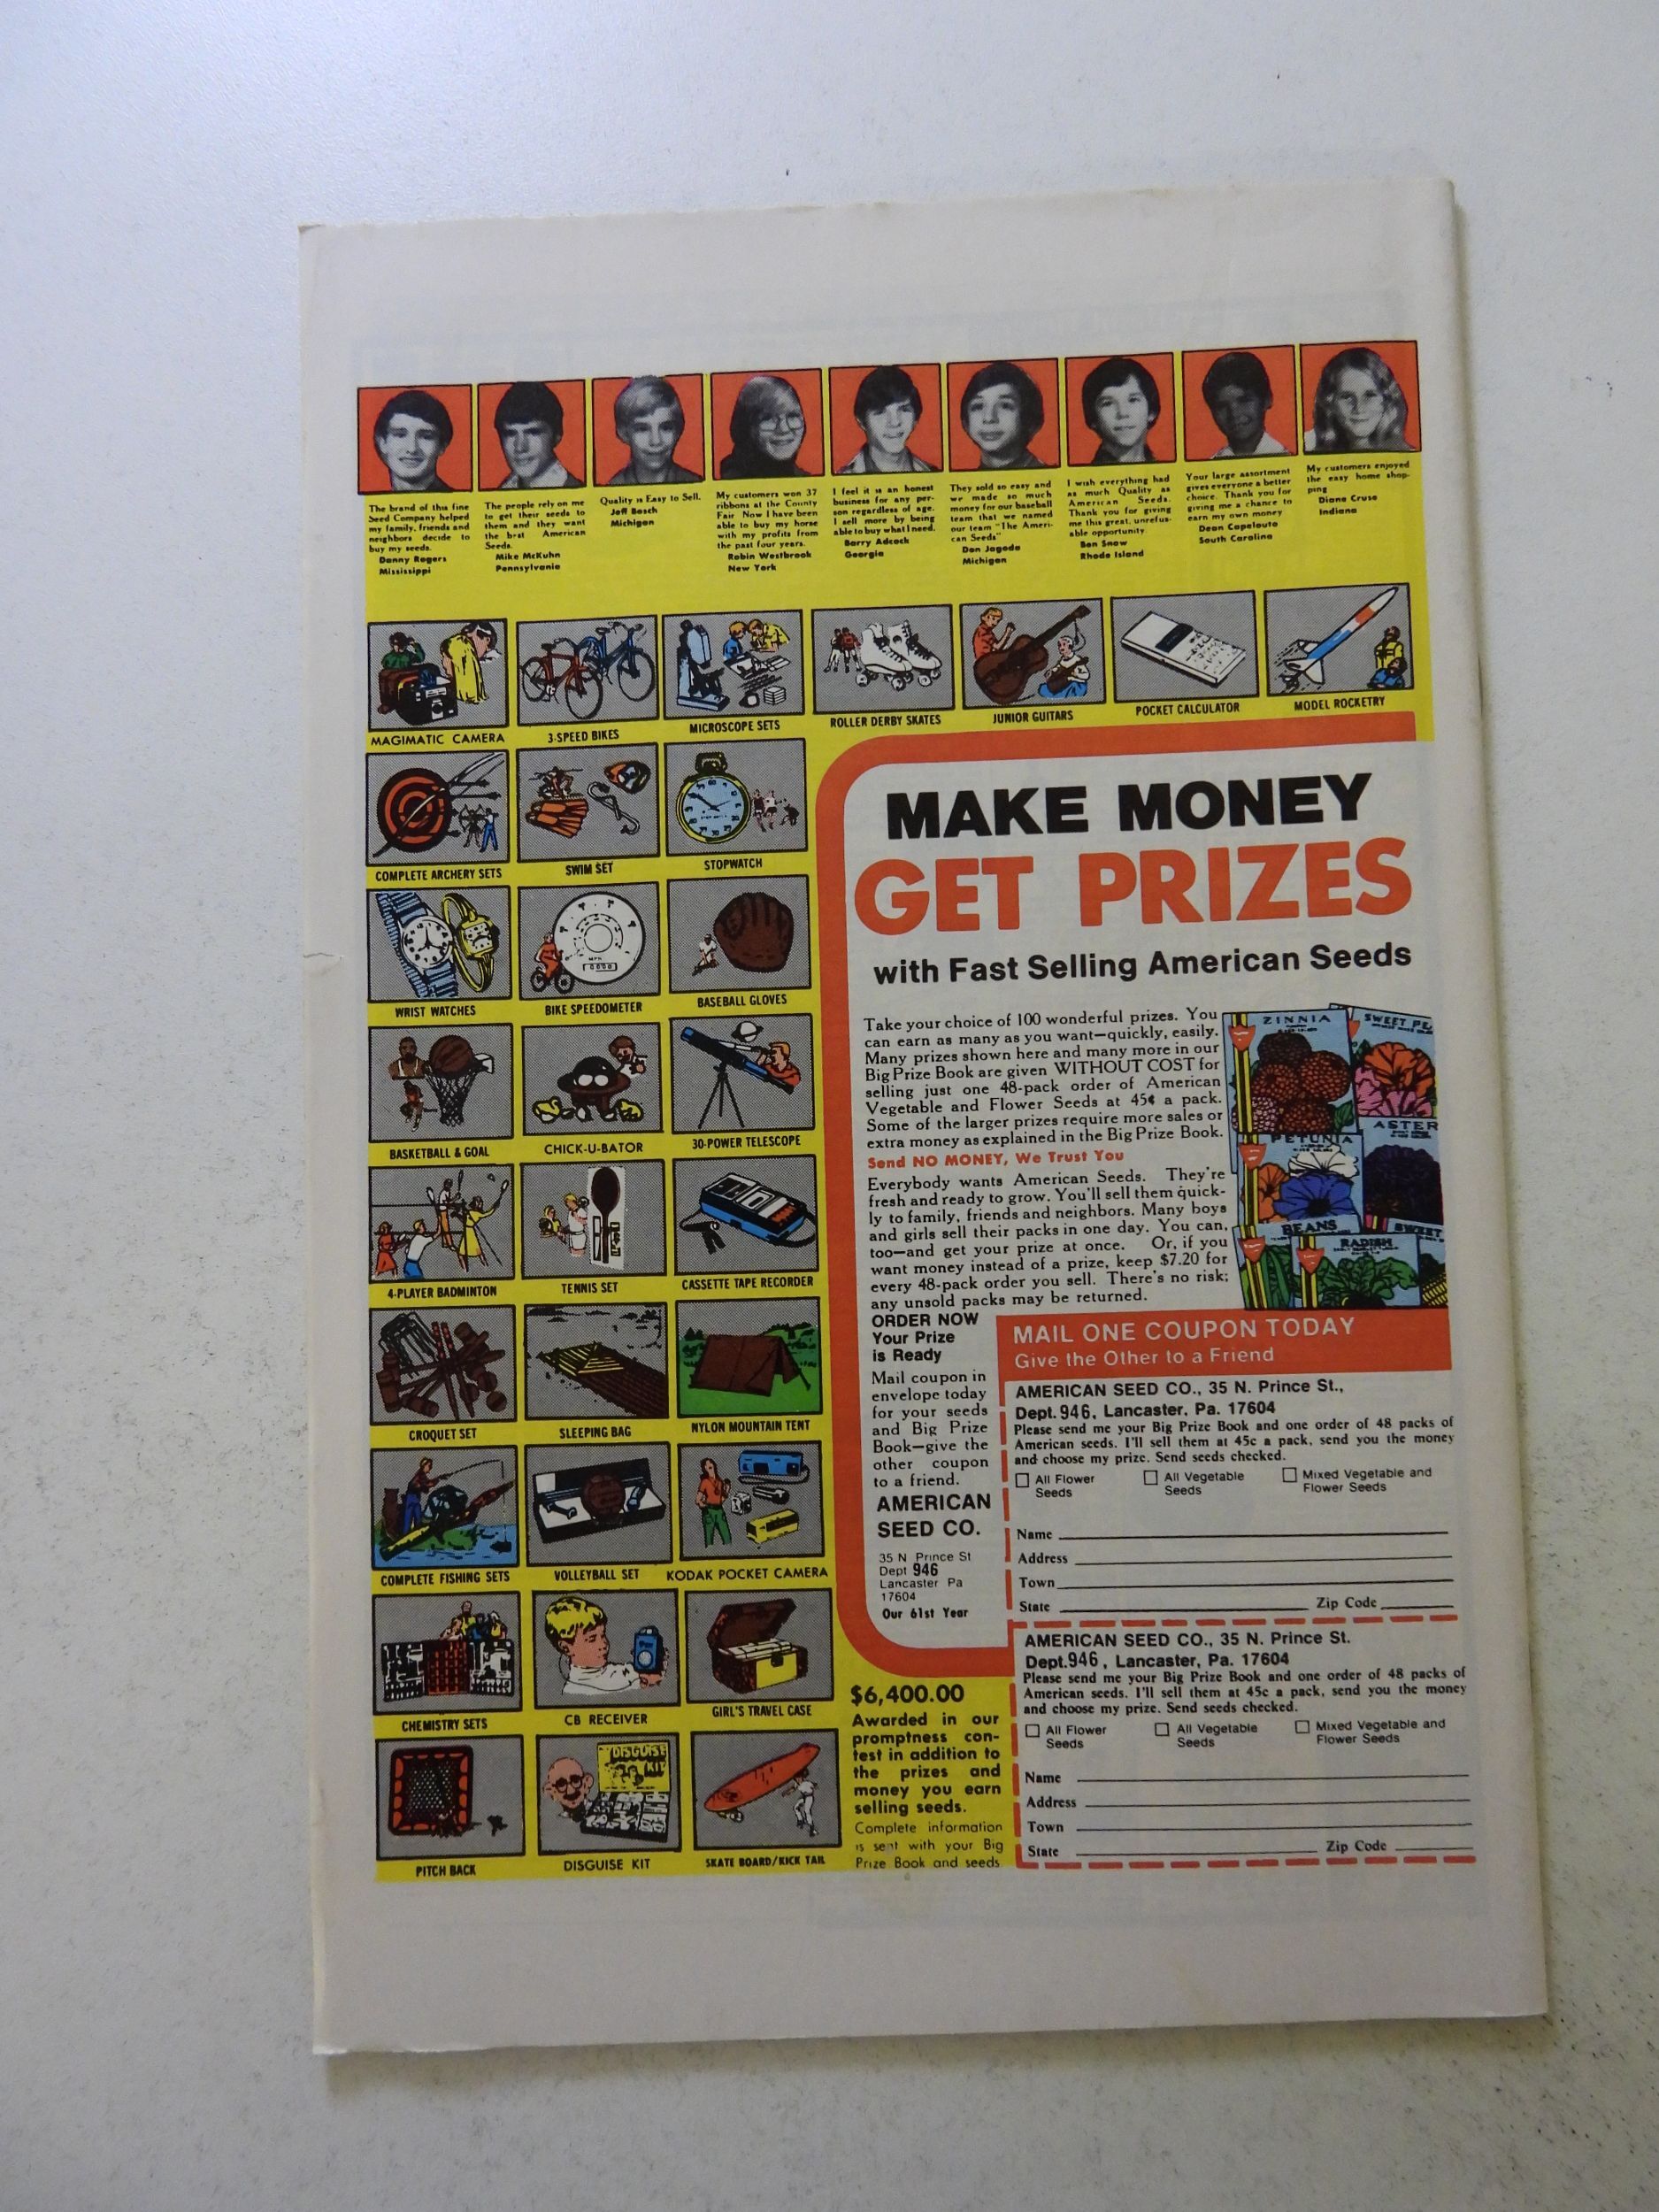 The brand of this fine
Seed Company helped
my family, friends and
neighbors decide to
buy my seeds.
Danny Rogers
Mississippi
The people rely on me
to get their seeds to
them and they want
the best American
Seeds.
Mike McKuhn
Pennsylvania
Quality is Easy to Sell.
Jeff Bosch
Michigan
My customers won 37
ribbons at the County
Fair Now I have been
able to buy my horse
with my profits from
the past four years.
Robin Westbrook
New York
I feel it is an honest
business for any per-
son regardless of age.
I sell more by being
able to buy what I need.
Barry Adcock
Georgia
They sold so easy and
we made so much
money for our baseball
team that we named
our team "The Ameri-
can Seeds"
Don Jagoda
Michigan
I wish everything had
as much Quality as
American Seeds.
Thank you for giving
me this great, unrefus-
able opportunity.
Ben Snow
Rhode Island
Your large assortment
gives everyone a better
choice. Thank you for
giving me a chance to
earn my own money
Dean Capelouto
South Carolina
My customers enjoyed
the easy home shop-
ping
Diane Cruse
Indiana
MAGIMATIC CAMERA
3-SPEED BIKES
MICROSCOPE SETS
ROLLER DERBY SKATES
JUNIOR GUITARS
POCKET CALCULATOR
MODEL ROCKETRY
COMPLETE ARCHERY SETS
SWIM SET
STOPWATCH
WRIST WATCHES
MPH
BIKE SPEEDOMETER
BASEBALL GLOVES
BASKETBALL & GOAL
CHICK-U-BATOR
30-POWER TELESCOPE
4-PLAYER BADMINTON
TENNIS SET
CASSETTE TAPE RECORDER
CROQUET SET
SLEEPING BAG
NYLON MOUNTAIN TENT
COMPLETE FISHING SETS
VOLLEYBALL SET
KODAK POCKET CAMERA
CHEMISTRY SETS
CB RECEIVER
GIRL'S TRAVEL CASE
PITCH BACK
DISGUISE
KIT
DISGUISE KIT
SKATE BOARD/KICK TAIL
MAKE MONEY
GET PRIZES
with Fast Selling American Seeds
Take your choice of 100 wonderful prizes. You
can earn as many as you want—quickly, easily.
Many prizes shown here and many more in our
Big Prize Book are given WITHOUT COST for
selling just one 48-pack order of American
Vegetable and Flower Seeds at 45¢ a pack.
Some of the larger prizes require more sales or
extra money as explained in the Big Prize Book.
Send NO MONEY, We Trust You
Everybody wants American Seeds. They're
fresh and ready to grow. You'll sell them quick-
ly to family, friends and neighbors. Many boys
and girls sell their packs in one day. You can,
too—and get your prize at once. Or, if you
want money instead of a prize, keep $7.20 for
every 48-pack order you sell. There's no risk;
any unsold packs may be returned.
ZINNIA
SWEET PE
PETUNIA
ASTER
BEANS
RADISH
SWEET
ORDER NOW
Your Prize
is Ready
Mail coupon in
envelope today
for your seeds
and Big Prize
Book—give the
other coupon
to a friend.
AMERICAN
SEED CO.
35 N Prince St
Dept 946
Lancaster Pa
17604
Our 61st Year
$6,400.00
Awarded in our
promptness con-
test in addition to
the prizes and
money you earn
selling seeds.
Complete information
is sent with your Big
Prize Book and seeds
MAIL ONE COUPON TODAY
Give the Other to a Friend
AMERICAN SEED CO., 35 N. Prince St.,
Dept. 946, Lancaster, Pa. 17604
Please send me your Big Prize Book and one order of 48 packs of
American seeds. I'll sell them at 45c a pack, send you the money
and choose my prize. Send seeds checked.
All Flower Seeds
All Vegetable Seeds
Mixed Vegetable and Flower Seeds
Name
Address
Town
State Zip Code
AMERICAN SEED CO., 35 N. Prince St.
Dept. 946, Lancaster, Pa. 17604
Please send me your Big Prize Book and one order of 48 packs of
American seeds. I'll sell them at 45c a pack, send you the money
and choose my prize. Send seeds checked.
All Flower Seeds
All Vegetable Seeds
Mixed Vegetable and Flower Seeds
Name
Address
Town
State Zip Code